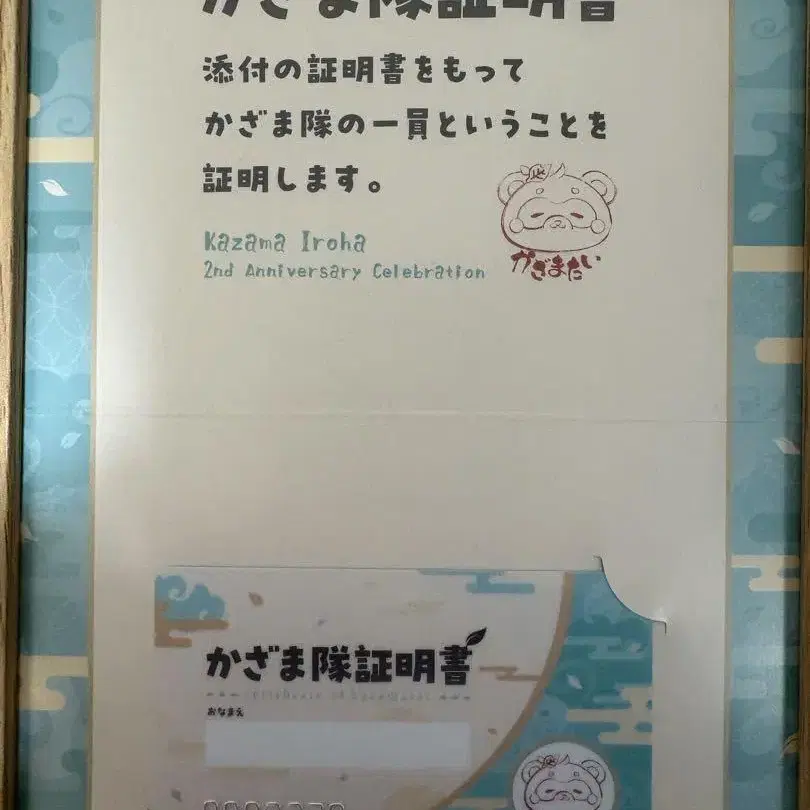 かざま隊証明書
添付の証明書をもって
かざま隊の一員ということを
証明します。
Kazama Iroha
2nd Anniversary Celebration
かざまたい
かざま隊証明書
おなまえ